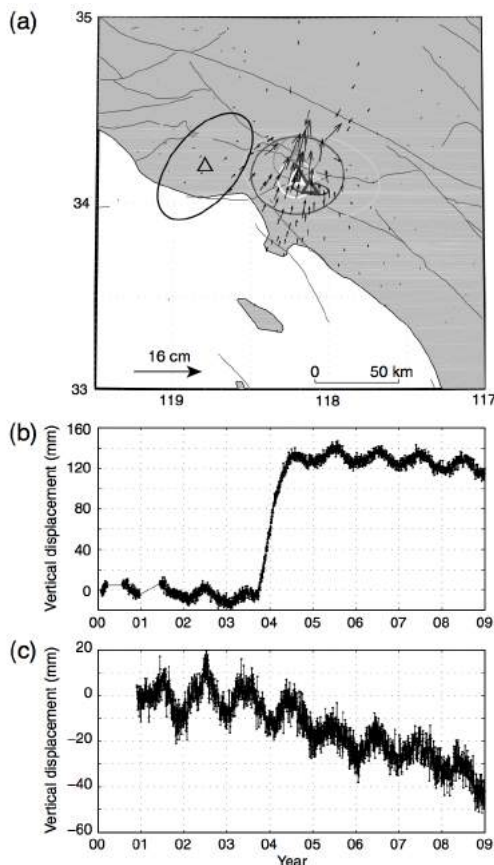 (a)
35
34
33
16 cm
0 50 km
119 118 117
(b)
Vertical displacement (mm)
160
120
80
40
0
00 01 02 03 04 05 06 07 08 09
(c)
Vertical displacement (mm)
20
0
−20
−40
−60
00 01 02 03 04 05 06 07 08 09
Year